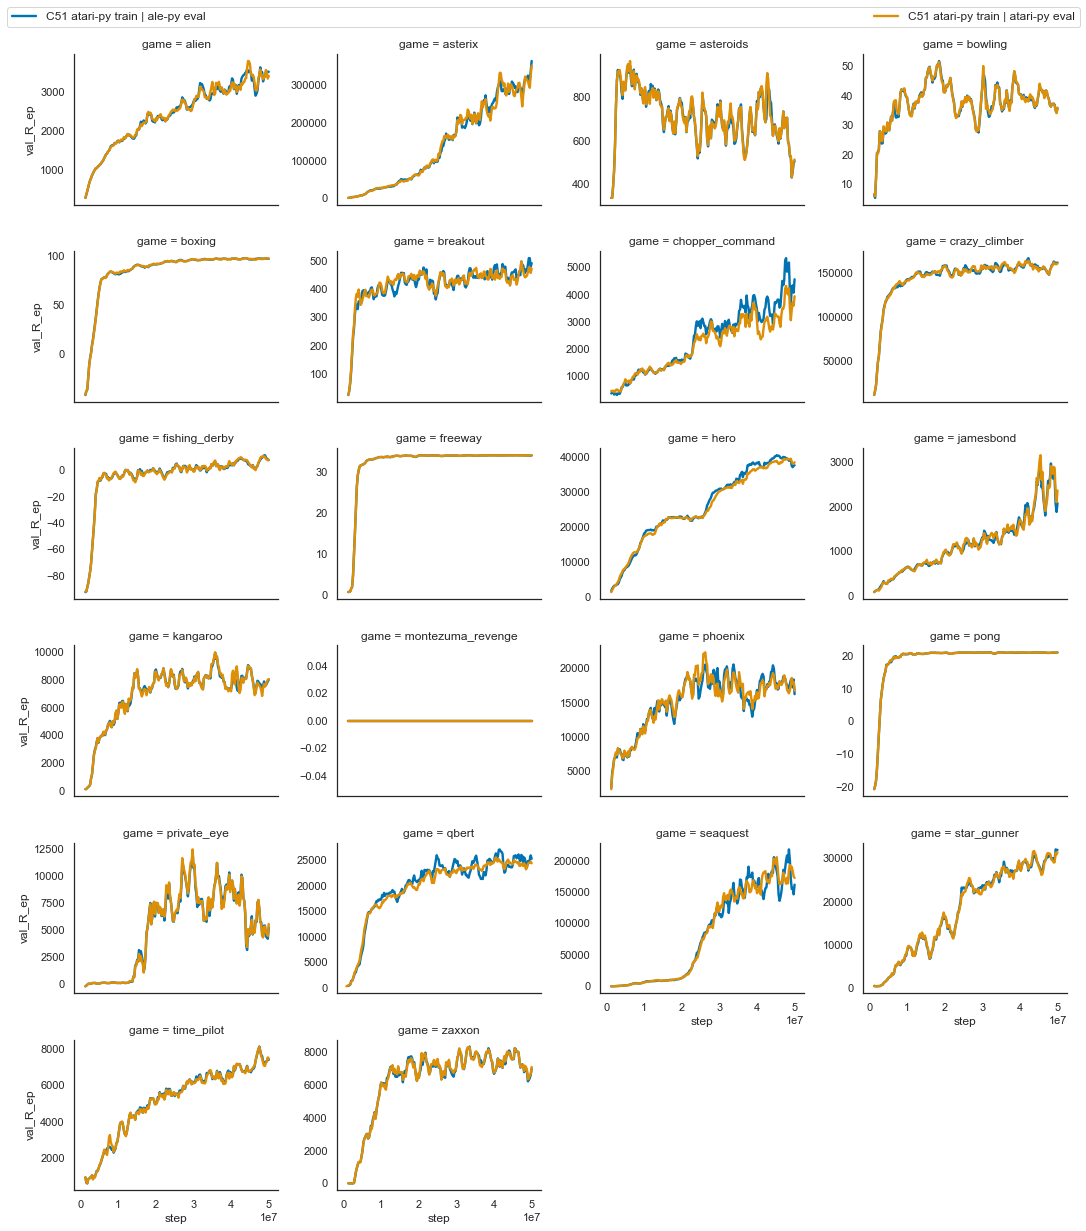 C51 atari-py train | ale-py eval
C51 atari-py train | atari-py eval
game = alien
game = asterix
game = asteroids
game = bowling
val_R_ep
3000
2000
1000
300000
200000
100000
0
800
600
400
50
40
30
20
10
game = boxing
game = breakout
game = chopper_command
game = crazy_climber
val_R_ep
100
50
0
500
400
300
200
100
5000
4000
3000
2000
1000
150000
100000
50000
game = fishing_derby
game = freeway
game = hero
game = jamesbond
val_R_ep
0
−20
−40
−60
−80
30
20
10
0
40000
30000
20000
10000
0
3000
2000
1000
0
game = kangaroo
game = montezuma_revenge
game = phoenix
game = pong
val_R_ep
10000
8000
6000
4000
2000
0
0.04
0.02
0.00
−0.02
−0.04
20000
15000
10000
5000
20
10
0
−10
−20
game = private_eye
game = qbert
game = seaquest
game = star_gunner
val_R_ep
12500
10000
7500
5000
2500
0
25000
20000
15000
10000
5000
0
200000
150000
100000
50000
0
30000
20000
10000
0
0 1 2 3 4 5
step
1e7
0 1 2 3 4 5
step
1e7
game = time_pilot
game = zaxxon
val_R_ep
8000
6000
4000
2000
8000
6000
4000
2000
0
0 1 2 3 4 5
step
1e7
0 1 2 3 4 5
step
1e7